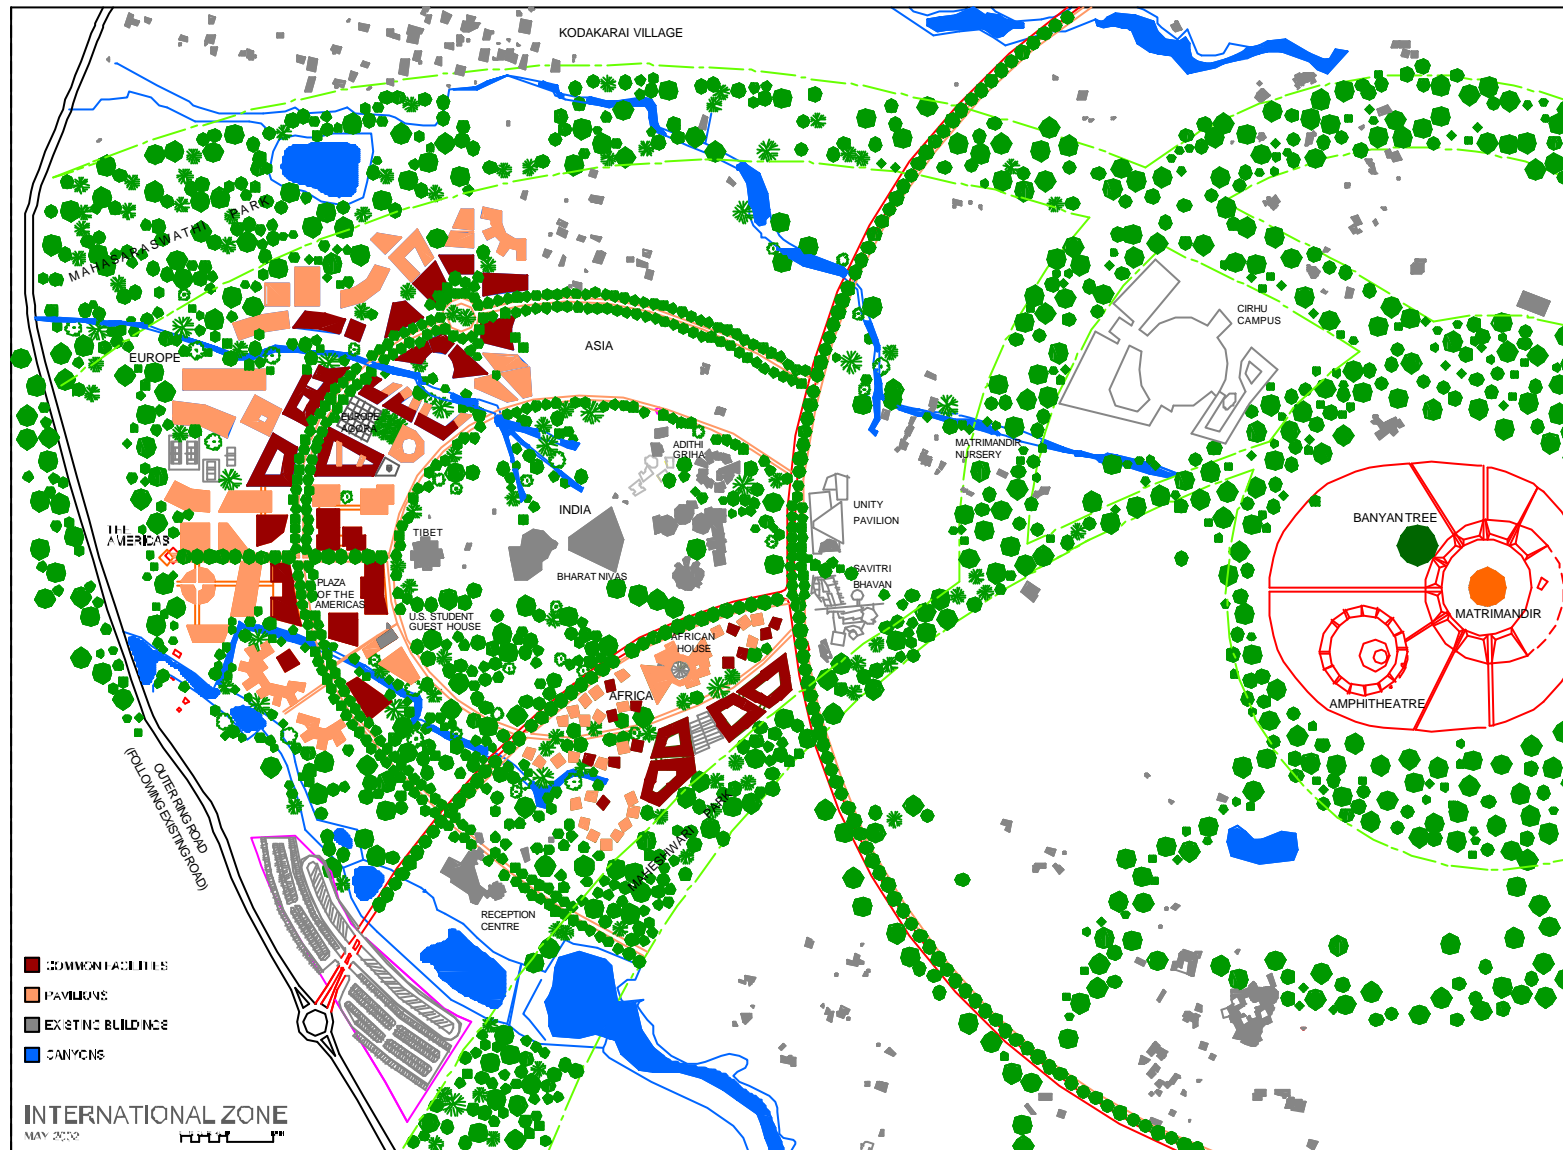 KODAKARAI VILLAGE
MAHASARASWATHI PARK
CIRHU
CAMPUS
ASIA
EUROPE
EUROPE
AGORA
ADITHI
GRIHA
MATRIMANDIR
NURSERY
INDIA
UNITY
PAVILION
BANYAN TREE
THE
AMERICAS
TIBET
BHARAT NIVAS
SAVITRI
BHAVAN
PLAZA
OF THE
AMERICAS
U.S. STUDENT
GUEST HOUSE
MATRIMANDIR
AFRICAN
HOUSE
AFRICA
AMPHITHEATRE
OUTER RING ROAD
(FOLLOWING EXISTING ROAD)
MAHESHWARI PARK
RECEPTION
CENTRE
COMMON FACILITIES
PAVILIONS
EXISTING BUILDINGS
CANYONS
INTERNATIONAL ZONE
MAY